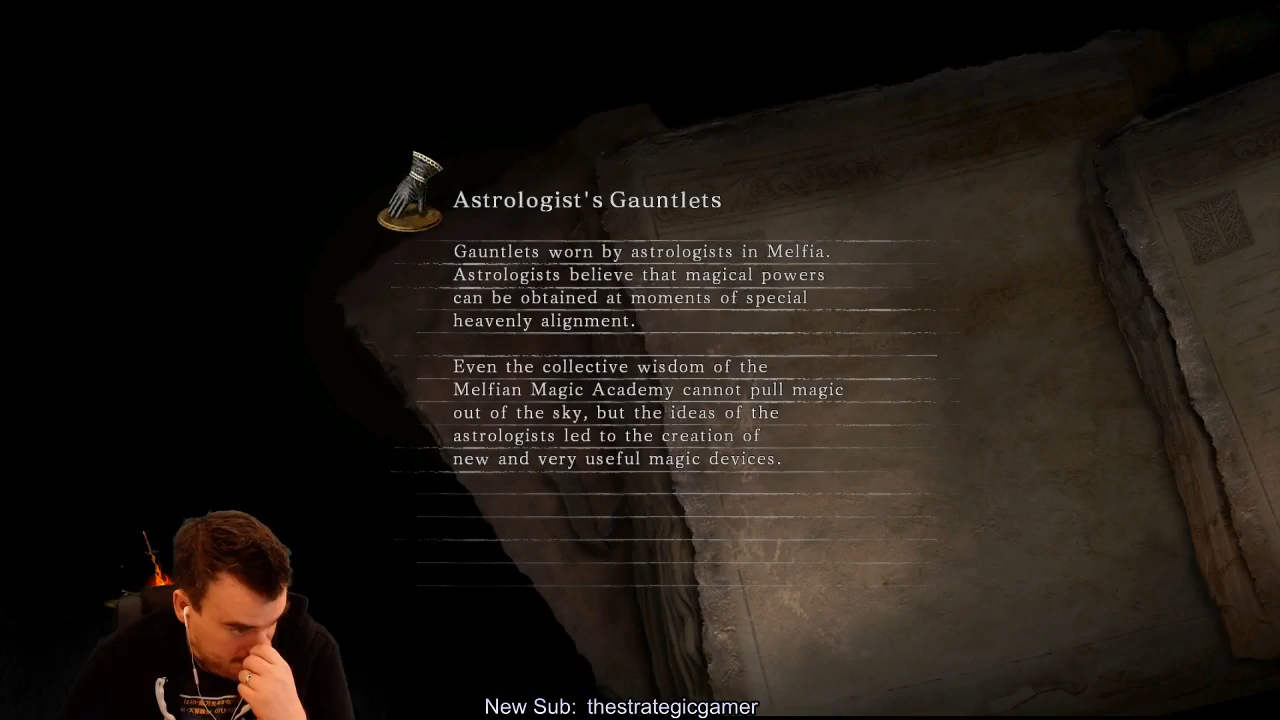 Astrologist's Gauntlets
Gauntlets worn by astrologists in Melfia.
Astrologists believe that magical powers
can be obtained at moments of special
heavenly alignment.
Even the collective wisdom of the
Melfian Magic Academy cannot pull magic
out of the sky, but the ideas of the
astrologists led to the creation of
new and very useful magic devices.
New Sub: thestrategicgamer